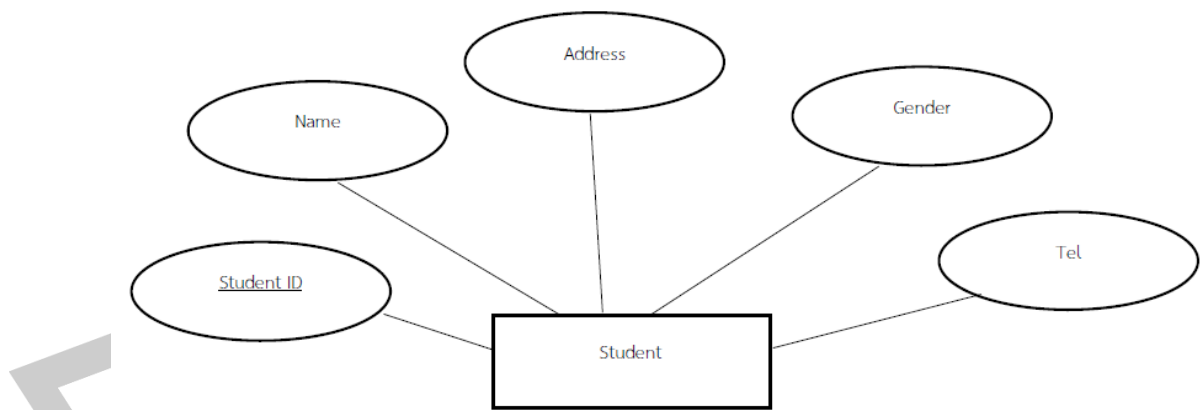 Address
Name
Gender
Student ID
Tel
Student